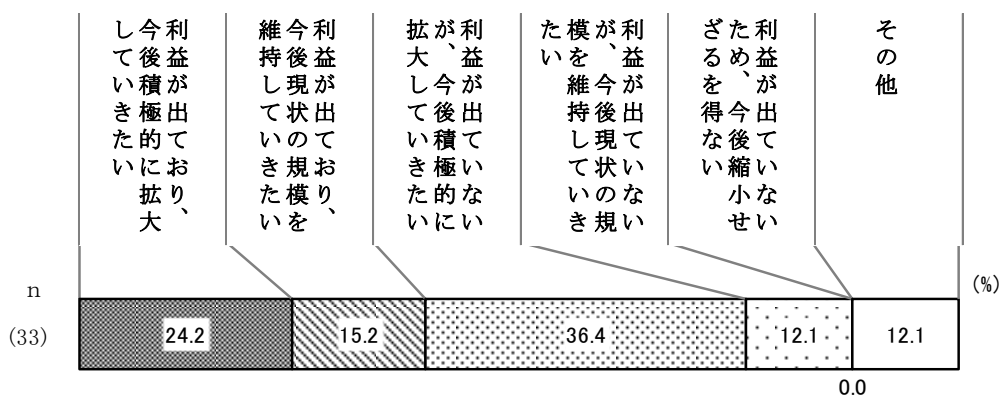 利益が出ており、
今後積極的に拡大
していきたい
利益が出ており、
今後現状の規模を
維持していきたい
利益が出ていない
が、今後積極的に
拡大していきたい
利益が出ていない
が、今後現状の規
模を維持していき
たい
利益が出ていない
ため、今後縮小せ
ざるを得ない
その他
n
(%)
(33)
24.2
15.2
36.4
12.1
12.1
0.0